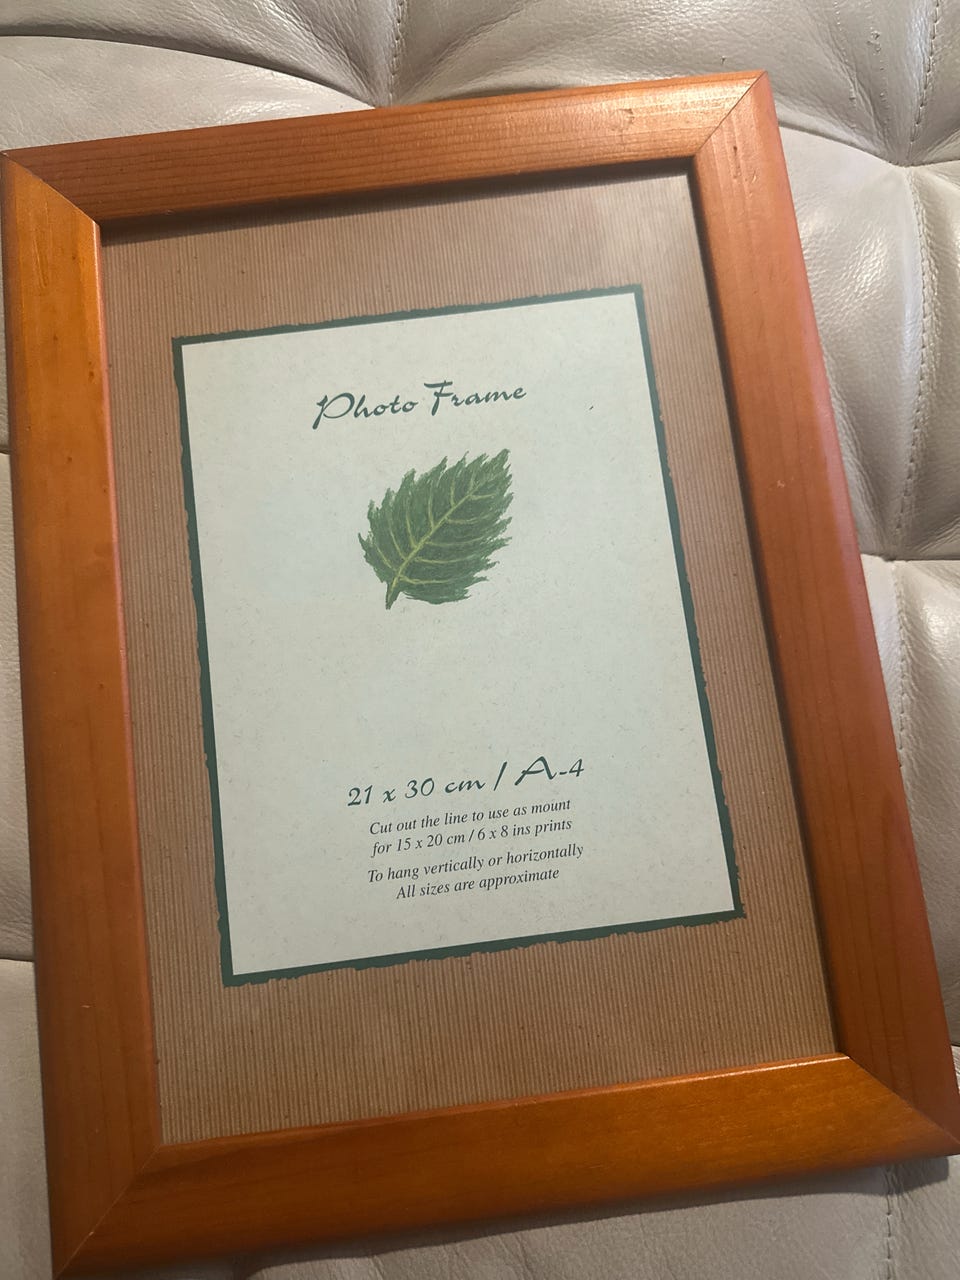 Photo Frame
21 x 30 cm / A-4
Cut out the line to use as mount
for 15 x 20 cm / 6 x 8 ins prints
To hang vertically or horizontally
All sizes are approximate